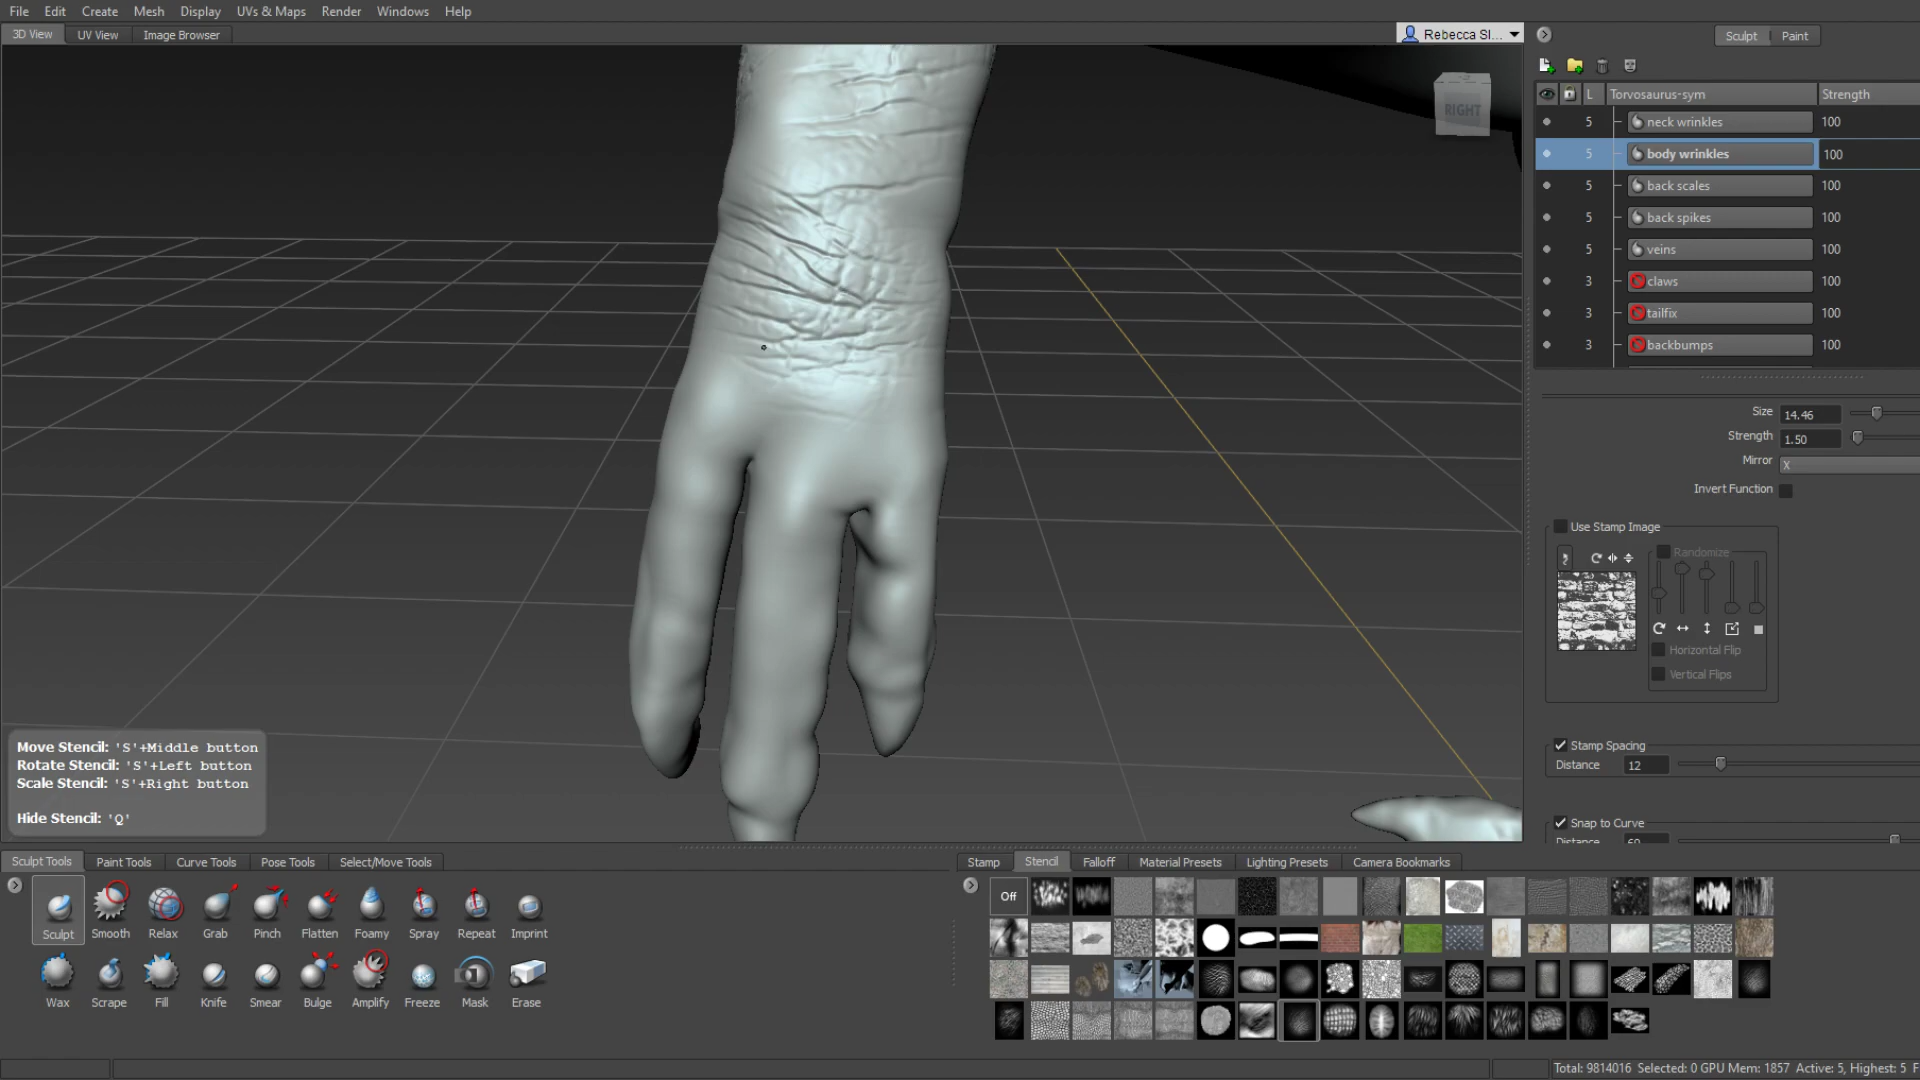 File Edit Create Mesh Display UVs & Maps Render Windows Help
3D View UV View Image Browser
Rebecca Sl...
Sculpt Paint
RIGHT
L Torvosaurus-sym Strength
5 neck wrinkles 100
5 body wrinkles 100
5 back scales 100
5 back spikes 100
5 veins 100
3 claws 100
3 tailfix 100
3 backbumps 100
Size 14.46
Strength 1.50
Mirror X
Invert Function
Use Stamp Image
Randomize
Horizontal Flip
Vertical Flips
Stamp Spacing
Distance 12
Snap to Curve
Distance 60
Move Stencil: 'S'+Middle button
Rotate Stencil: 'S'+Left button
Scale Stencil: 'S'+Right button
Hide Stencil: 'Q'
Sculpt Tools Paint Tools Curve Tools Pose Tools Select/Move Tools
Sculpt Smooth Relax Grab Pinch Flatten Foamy Spray Repeat Imprint
Wax Scrape Fill Knife Smear Bulge Amplify Freeze Mask Erase
Stamp Stencil Falloff Material Presets Lighting Presets Camera Bookmarks
Off
Total: 9814016 Selected: 0 GPU Mem: 1857 Active: 5, Highest: 5 F